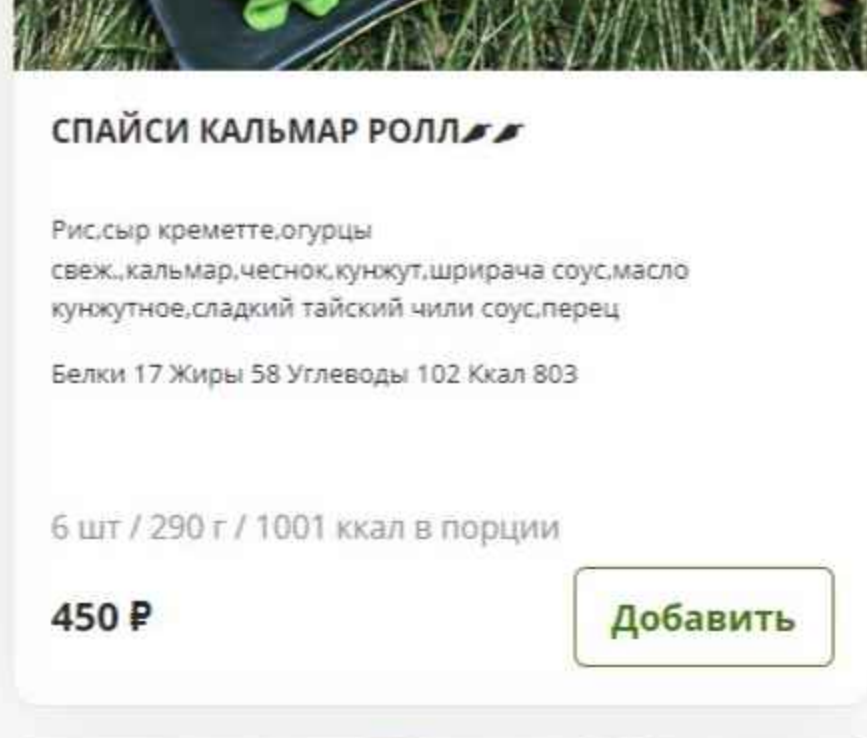 СПАЙСИ КАЛЬМАР РОЛЛ🌶🌶
Рис,сыр креметте,огурцы
свеж.,кальмар,чеснок,кунжут,шрирача соус,масло
кунжутное,сладкий тайский чили соус,перец
Белки 17 Жиры 58 Углеводы 102 Ккал 803
6 шт / 290 г / 1001 ккал в порции
450 ₽
Добавить